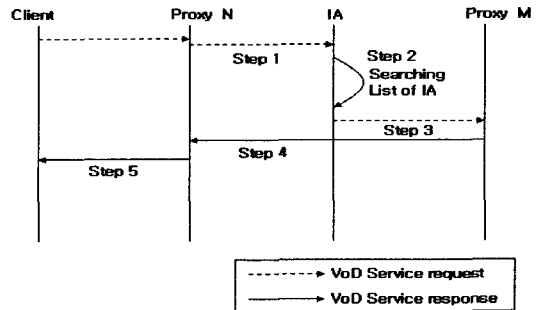 Client
Proxy N
IA
Proxy M
Step 1
Step 2
Searching
List of IA
Step 3
Step 4
Step 5
VoD Service request
VoD Service response